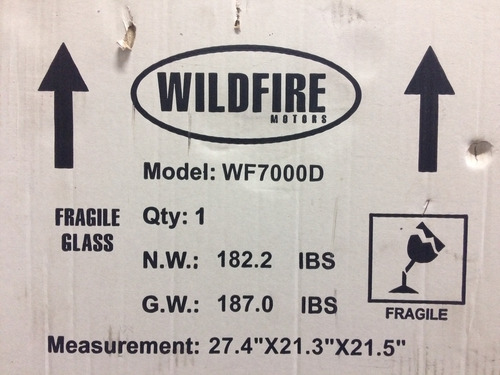 WILDFIRE
MOTORS
Model: WF7000D
FRAGILE
GLASS
Qty: 1
N.W.: 182.2 IBS
G.W.: 187.0 IBS
FRAGILE
Measurement: 27.4"X21.3"X21.5"